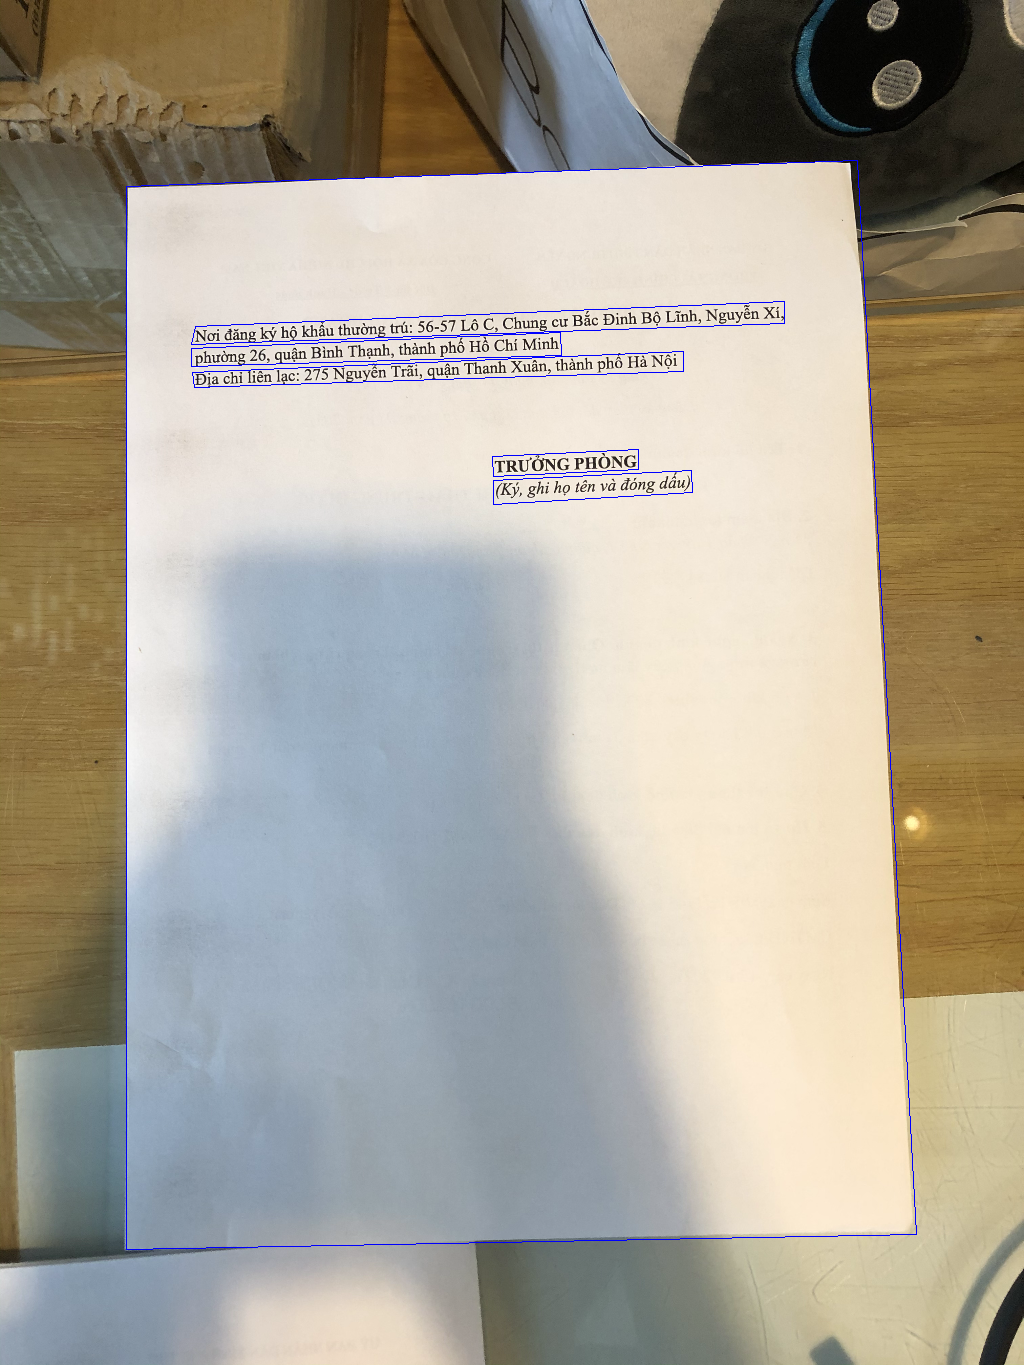 Nơi đăng ký hộ khẩu thường trú: 56-57 Lô C, Chung cư Bắc Đinh Bộ Lĩnh, Nguyễn Xí,
phường 26, quận Bình Thạnh, thành phố Hồ Chí Minh
Địa chỉ liên lạc: 275 Nguyễn Trãi, quận Thanh Xuân, thành phố Hà Nội
TRƯỞNG PHÒNG
(Ký, ghi họ tên và đóng dấu)